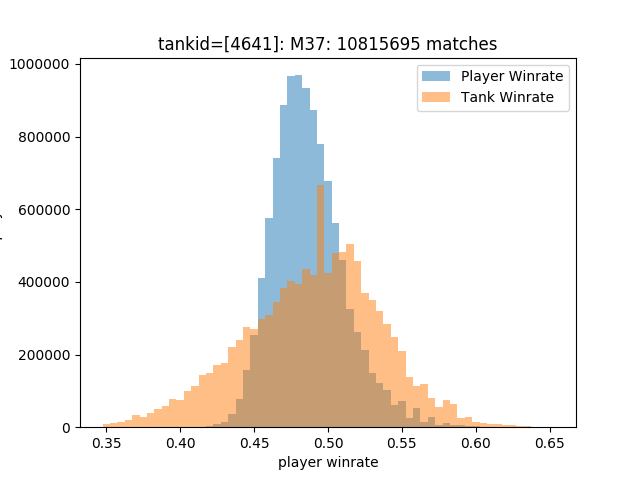 tankid=[4641]: M37: 10815695 matches
1000000
800000
600000
400000
200000
0
Player Winrate
Tank Winrate
0.35 0.40 0.45 0.50 0.55 0.60 0.65
player winrate